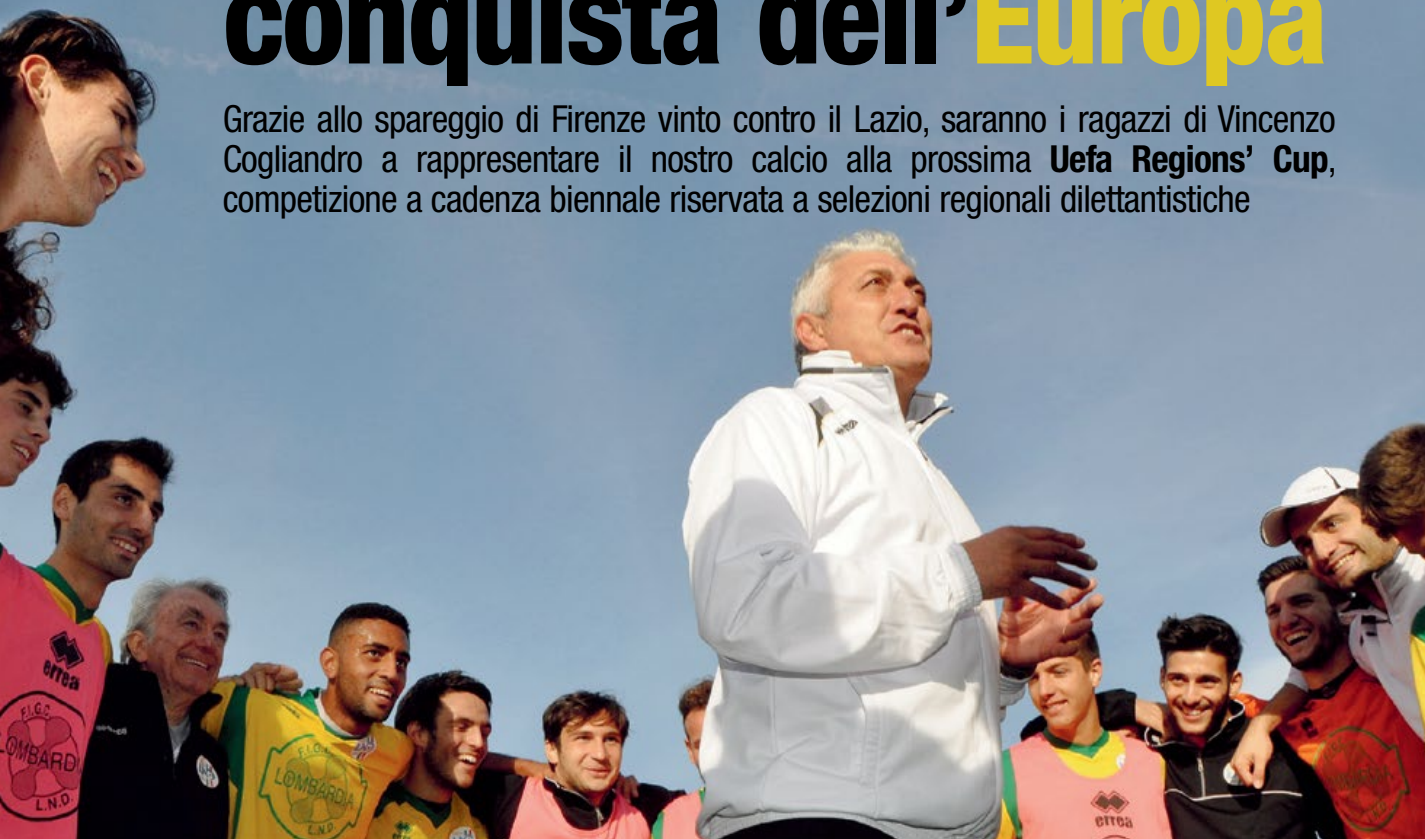 conquista dell'Europa
Grazie allo spareggio di Firenze vinto contro il Lazio, saranno i ragazzi di Vincenzo
Cogliandro a rappresentare il nostro calcio alla prossima Uefa Regions' Cup,
competizione a cadenza biennale riservata a selezioni regionali dilettantistiche
errea
F.I.G.C.
LOMBARDI
L.N.D.
F.I.G.C.
LOMBARDIA
L.N.D.
errea